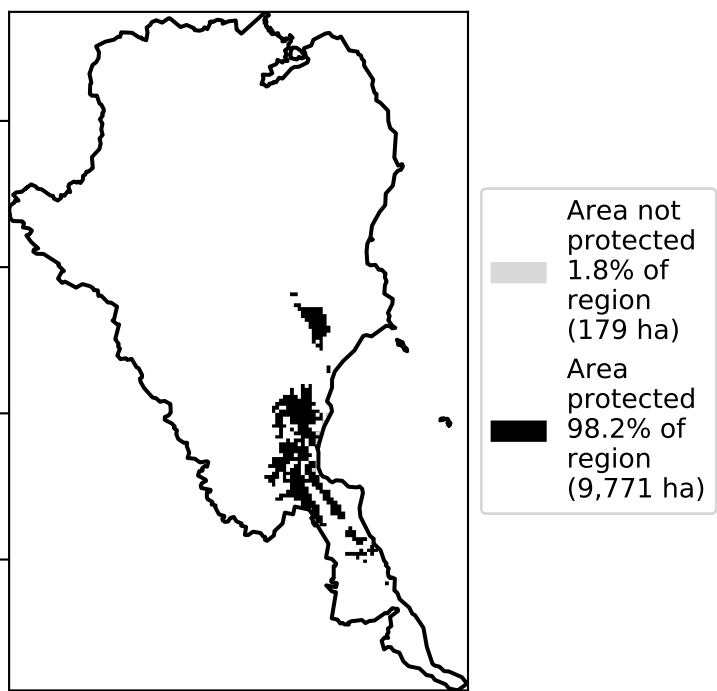 Area not
protected
1.8% of
region
(179 ha)
Area
protected
98.2% of
region
(9,771 ha)